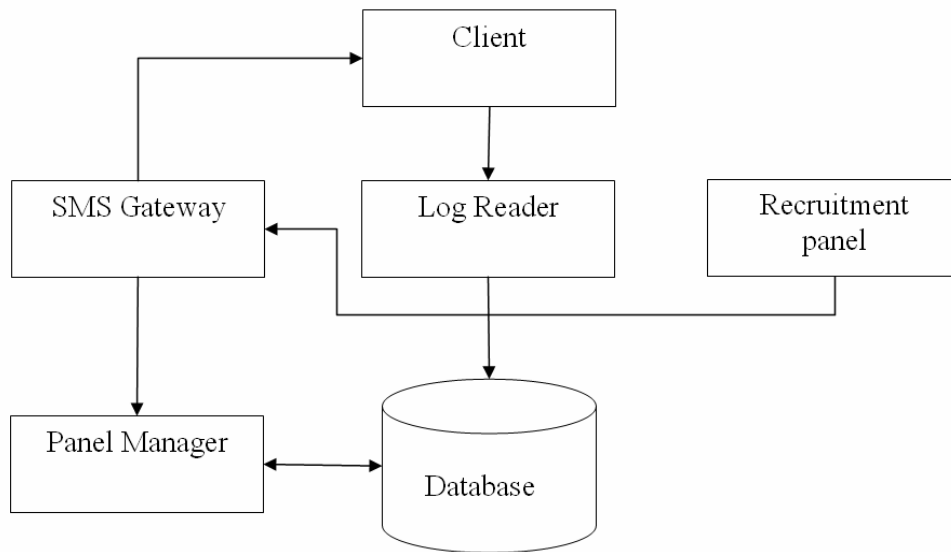 Client
SMS Gateway
Log Reader
Recruitment
panel
Panel Manager
Database